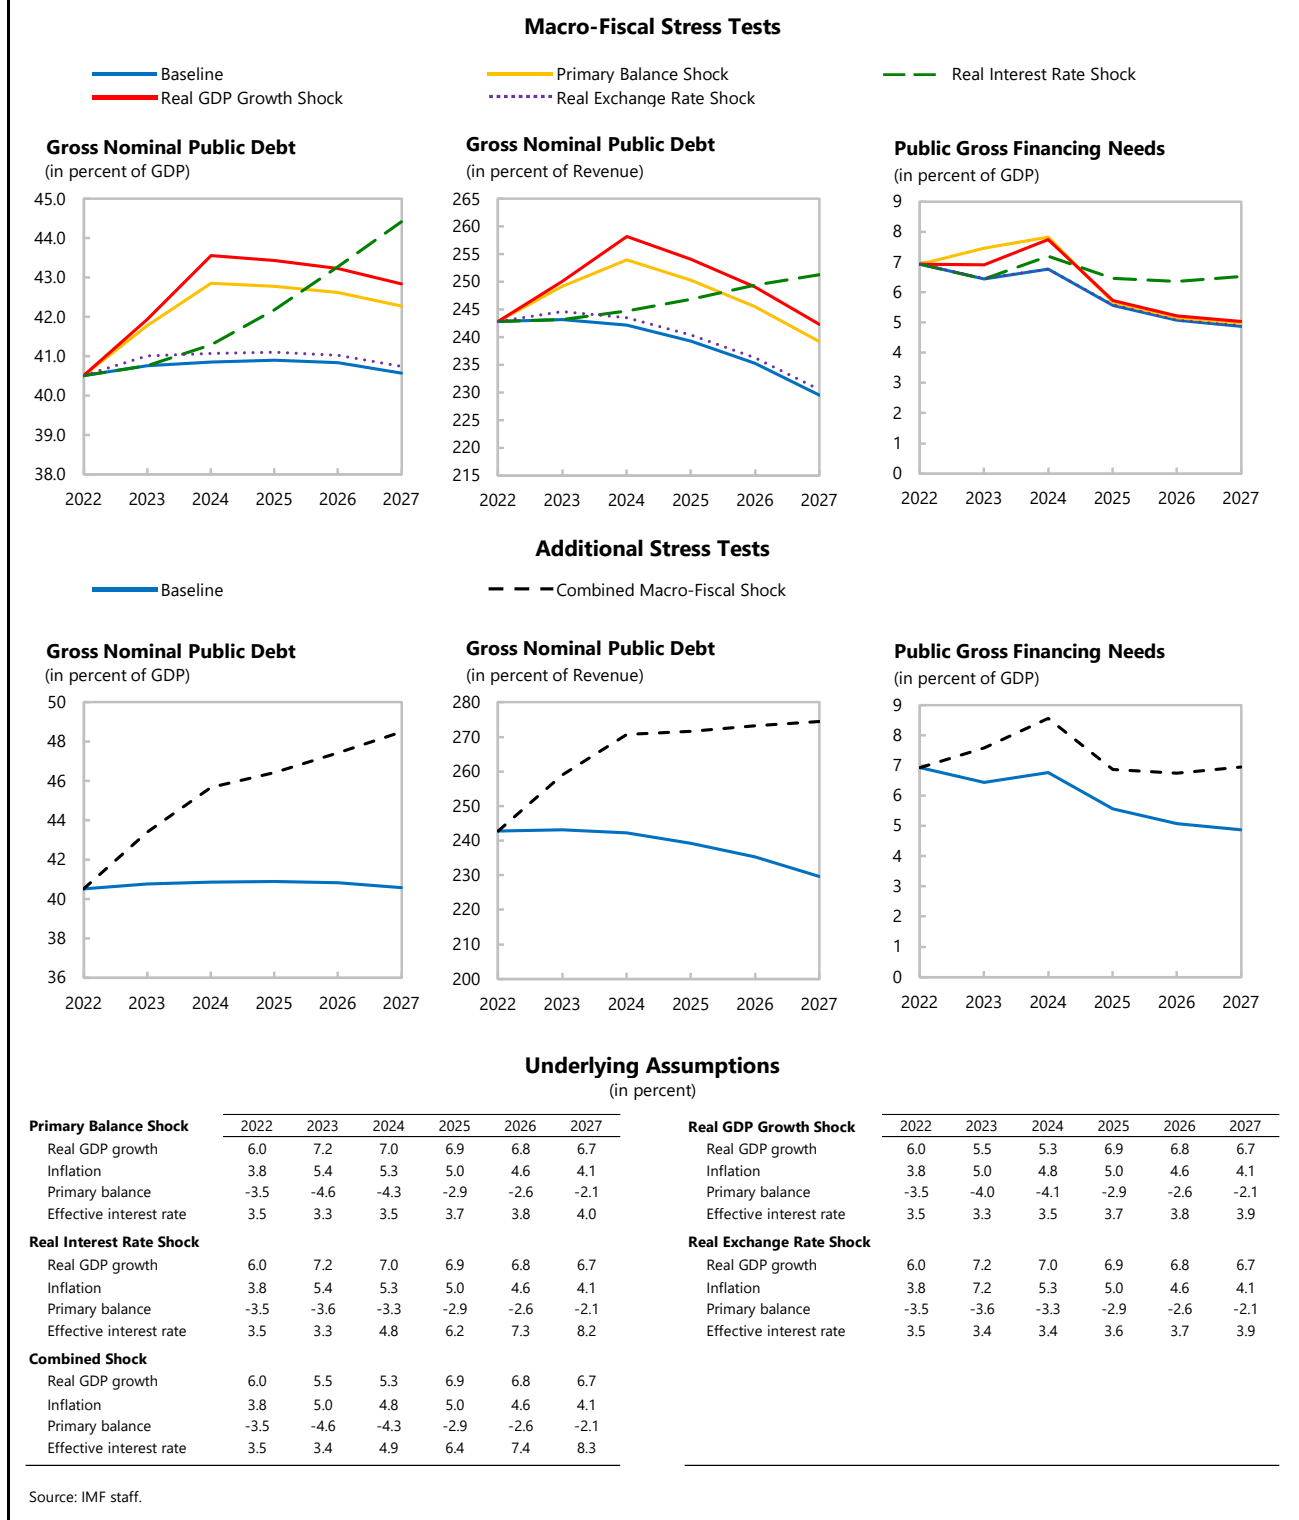 Macro-Fiscal Stress Tests
Baseline
Primary Balance Shock
Real Interest Rate Shock
Real GDP Growth Shock
Real Exchange Rate Shock
Gross Nominal Public Debt
(in percent of GDP)
45.0
44.0
43.0
42.0
41.0
40.0
39.0
38.0
2022 2023 2024 2025 2026 2027
Gross Nominal Public Debt
(in percent of Revenue)
265
260
255
250
245
240
235
230
225
220
215
2022 2023 2024 2025 2026 2027
Public Gross Financing Needs
(in percent of GDP)
9
8
7
6
5
4
3
2
1
0
2022 2023 2024 2025 2026 2027
Additional Stress Tests
Baseline
Combined Macro-Fiscal Shock
Gross Nominal Public Debt
(in percent of GDP)
50
48
46
44
42
40
38
36
2022 2023 2024 2025 2026 2027
Gross Nominal Public Debt
(in percent of Revenue)
280
270
260
250
240
230
220
210
200
2022 2023 2024 2025 2026 2027
Public Gross Financing Needs
(in percent of GDP)
9
8
7
6
5
4
3
2
1
0
2022 2023 2024 2025 2026 2027
Underlying Assumptions
(in percent)
Primary Balance Shock 2022 2023 2024 2025 2026 2027
Real GDP growth 6.0 7.2 7.0 6.9 6.8 6.7
Inflation 3.8 5.4 5.3 5.0 4.6 4.1
Primary balance -3.5 -4.6 -4.3 -2.9 -2.6 -2.1
Effective interest rate 3.5 3.3 3.5 3.7 3.8 4.0
Real Interest Rate Shock
Real GDP growth 6.0 7.2 7.0 6.9 6.8 6.7
Inflation 3.8 5.4 5.3 5.0 4.6 4.1
Primary balance -3.5 -3.6 -3.3 -2.9 -2.6 -2.1
Effective interest rate 3.5 3.3 4.8 6.2 7.3 8.2
Combined Shock
Real GDP growth 6.0 5.5 5.3 6.9 6.8 6.7
Inflation 3.8 5.0 4.8 5.0 4.6 4.1
Primary balance -3.5 -4.6 -4.3 -2.9 -2.6 -2.1
Effective interest rate 3.5 3.4 4.9 6.4 7.4 8.3
Real GDP Growth Shock 2022 2023 2024 2025 2026 2027
Real GDP growth 6.0 5.5 5.3 6.9 6.8 6.7
Inflation 3.8 5.0 4.8 5.0 4.6 4.1
Primary balance -3.5 -4.0 -4.1 -2.9 -2.6 -2.1
Effective interest rate 3.5 3.3 3.5 3.7 3.8 3.9
Real Exchange Rate Shock
Real GDP growth 6.0 7.2 7.0 6.9 6.8 6.7
Inflation 3.8 7.2 5.3 5.0 4.6 4.1
Primary balance -3.5 -3.6 -3.3 -2.9 -2.6 -2.1
Effective interest rate 3.5 3.4 3.4 3.6 3.7 3.9
Source: IMF staff.